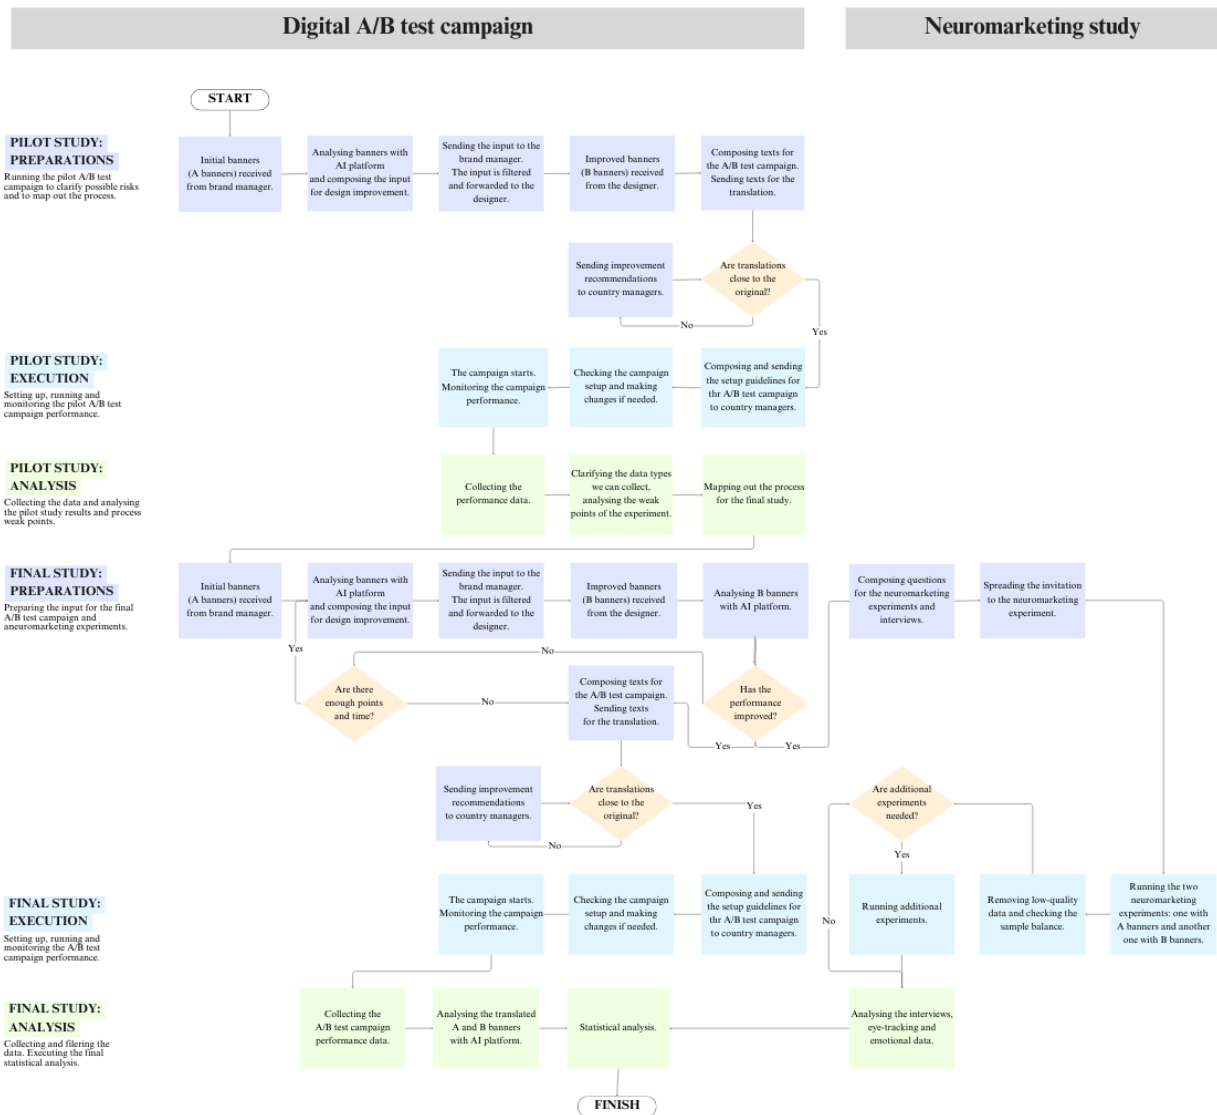 Digital A/B test campaign
Neuromarketing study
START
PILOT STUDY:
PREPARATIONS
Running the pilot A/B test
campaign to clarify possible risks
and to map out the process.
Initial banners
(A banners) received
from brand manager.
Analysing banners with
AI platform
and composing the input
for design improvement.
Sending the input to the
brand manager.
The input is filtered
and forwarded to the
designer.
Improved banners
(B banners) received
from the designer.
Composing texts for
the A/B test campaign.
Sending texts for the
translation.
Sending improvement
recommendations
to country managers.
Are translations
close to the
original?
No
Yes
PILOT STUDY:
EXECUTION
Setting up, running and
monitoring the pilot A/B test
campaign performance.
The campaign starts.
Monitoring the campaign
performance.
Checking the campaign
setup and making
changes if needed.
Composing and sending
the setup guidelines for
thr A/B test campaign
to country managers.
PILOT STUDY:
ANALYSIS
Collecting the data and analysing
the pilot study results and process
weak points.
Collecting the
performance data.
Clarifying the data types
we can collect,
analysing the weak
points of the experiment.
Mapping out the process
for the final study.
FINAL STUDY:
PREPARATIONS
Preparing the input for the final
A/B test campaign and
aneuromarketing experiments.
Initial banners
(A banners) received
from brand manager.
Analysing banners with
AI platform
and composing the input
for design improvement.
Sending the input to the
brand manager.
The input is filtered
and forwarded to the
designer.
Improved banners
(B banners) received
from the designer.
Analysing B banners
with AI platform.
Composing questions
for the neuromarketing
experiments and
interviews.
Spreading the invitation
to the neuromarketing
experiment.
Yes
No
Are there
enough points
and time?
No
Composing texts for
the A/B test campaign.
Sending texts
for the translation.
Has the
performance
improved?
Yes
Yes
Sending improvement
recommendations
to country managers.
Are translations
close to the
original?
Yes
No
Are additional
experiments
needed?
Yes
No
FINAL STUDY:
EXECUTION
Setting up, running and
monitoring the A/B test
campaign performance.
The campaign starts.
Monitoring the campaign
performance.
Checking the campaign
setup and making
changes if needed.
Composing and sending
the setup guidelines for
thr A/B test campaign
to country managers.
Running additional
experiments.
Removing low-quality
data and checking the
sample balance.
Running the two
neuromarketing
experiments: one with
A banners and another
one with B banners.
FINAL STUDY:
ANALYSIS
Collecting and filering the
data. Executing the final
statistical analysis.
Collecting the
A/B test campaign
performance data.
Analysing the translated
A and B banners
with AI platform.
Statistical analysis.
Analysing the interviews,
eye-tracking and
emotional data.
FINISH